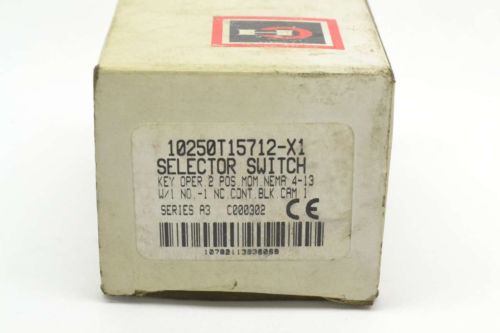 10250T15712-X1
SELECTOR SWITCH
KEY OPER.2 POS.MOM.NEMA 4-13
W/1 NO.-1 NC.CONT.BLK.CAM 1
SERIES A3 C000302 CE